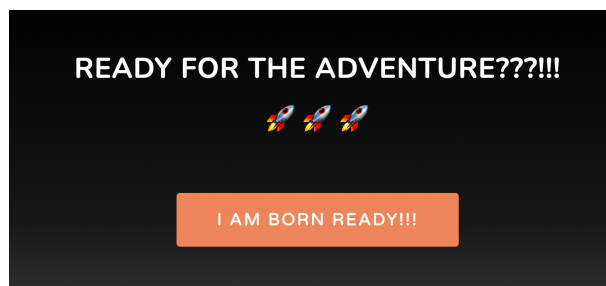 READY FOR THE ADVENTURE???!!!
🚀 🚀 🚀
I AM BORN READY!!!